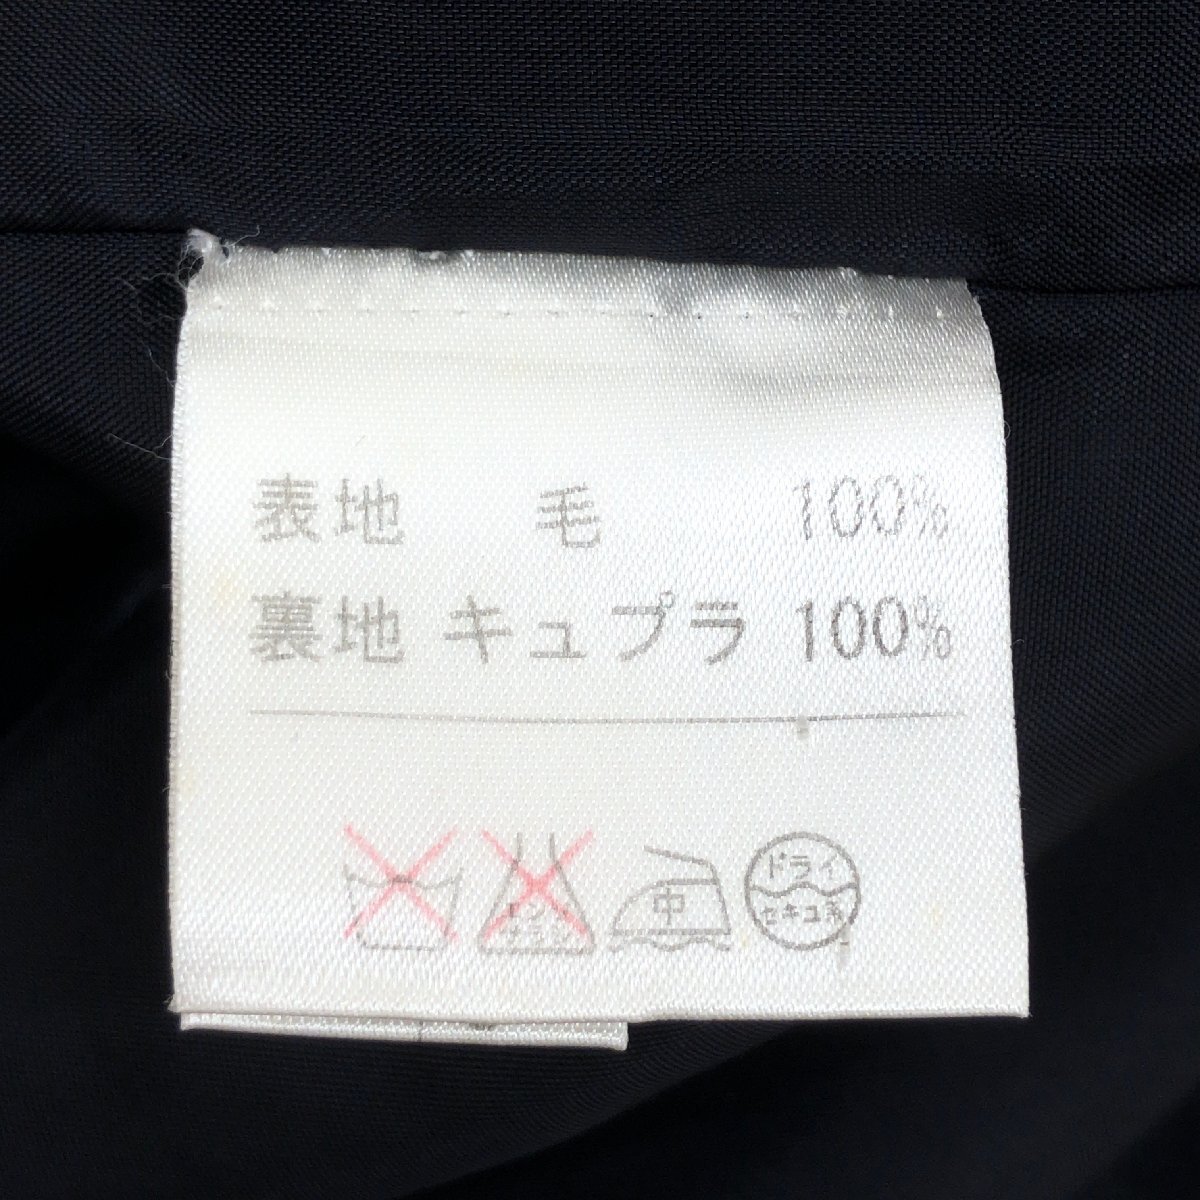 表地 毛 100%
裏地 キュプラ 100%
中
ドライ
セキユ系